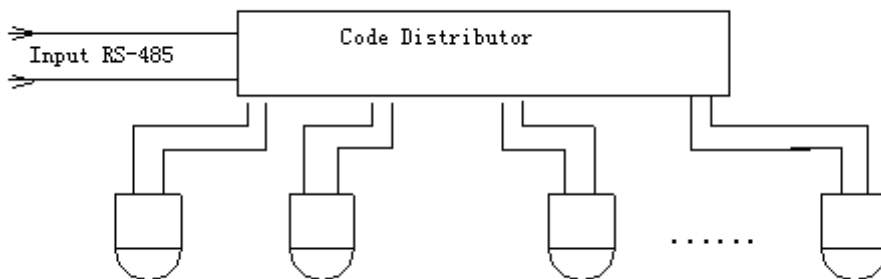 Code Distributor
Input RS-485
......